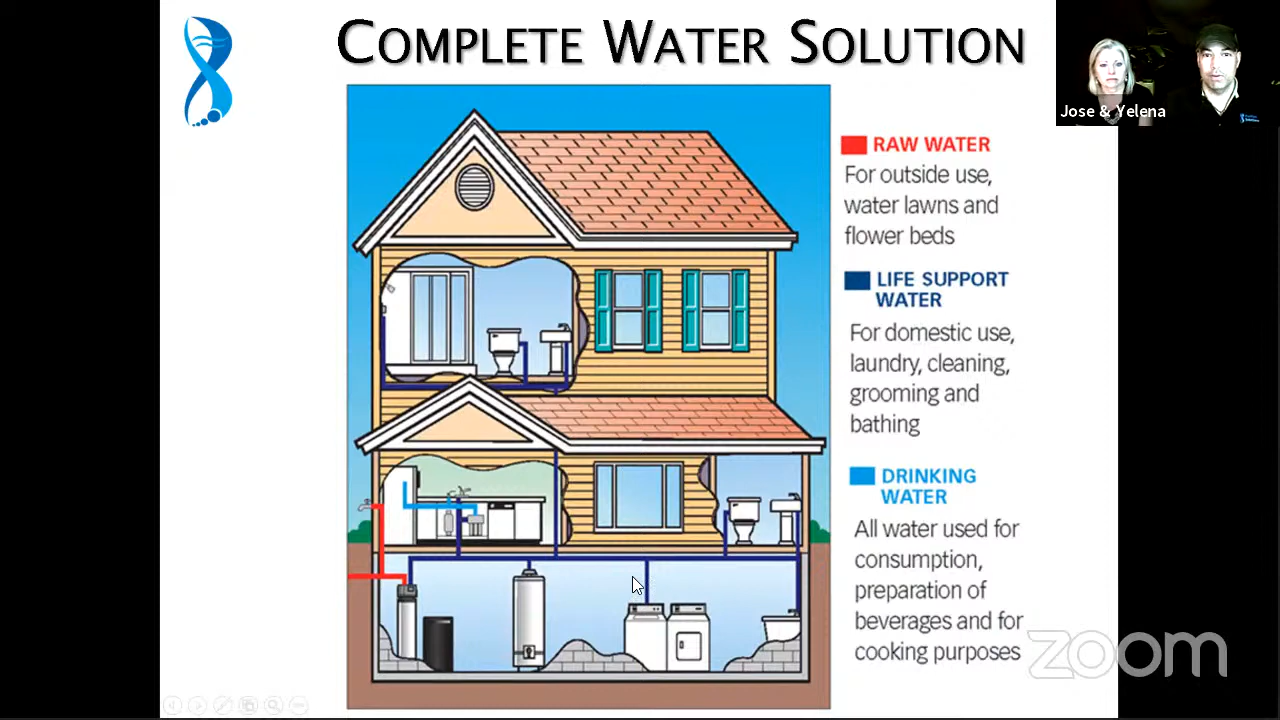 COMPLETE WATER SOLUTION
Jose & Yelena
RAW WATER
For outside use,
water lawns and
flower beds
LIFE SUPPORT
WATER
For domestic use,
laundry, cleaning,
grooming and
bathing
DRINKING
WATER
All water used for
consumption,
preparation of
beverages and for
cooking purposes
zoom